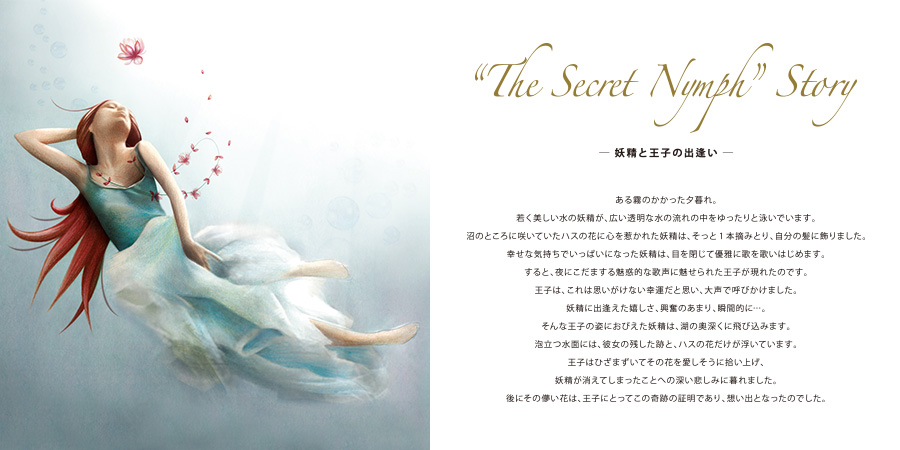 “The Secret Nymph” Story
― 妖精と王子の出逢い ―
ある霧のかかった夕暮れ。
若く美しい水の妖精が、広い透明な水の流れの中をゆったりと泳いでいます。
沼のところに咲いていたハスの花に心を惹かれた妖精は、そっと1本摘みとり、自分の髪に飾りました。
幸せな気持ちでいっぱいになった妖精は、目を閉じて優雅に歌を歌いはじめます。
すると、夜にこだまする魅惑的な歌声に魅せられた王子が現れたのです。
王子は、これは思いがけない幸運だと思い、大声で呼びかけました。
妖精に出逢えた嬉しさ、興奮のあまり、瞬間的に…。
そんな王子の姿におびえた妖精は、湖の奥深くに飛び込みます。
泡立つ水面には、彼女の残した跡と、ハスの花だけが浮いています。
王子はひざまずいてその花を愛しそうに拾い上げ、
妖精が消えてしまったことへの深い悲しみに暮れました。
後にその儚い花は、王子にとってこの奇跡の証明であり、想い出となったのでした。